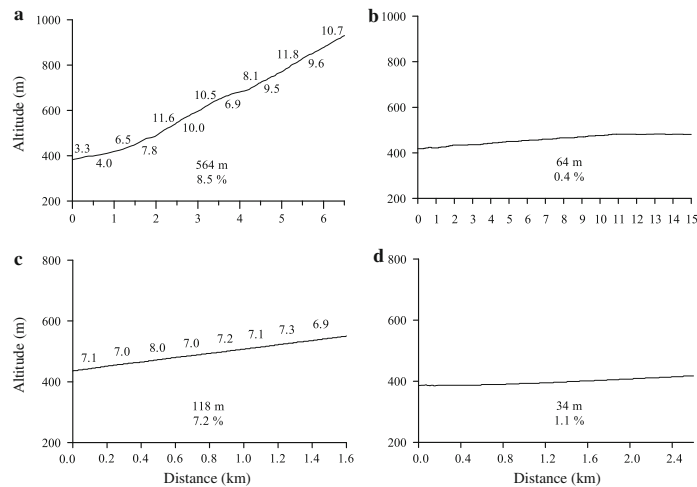 a
1000
800
600
400
200
Altitude (m)
10.7
11.8
9.6
8.1
9.5
10.5
6.9
11.6
10.0
6.5
7.8
3.3
4.0
564 m
8.5 %
0 1 2 3 4 5 6
b
1000
800
600
400
200
64 m
0.4 %
0 1 2 3 4 5 6 7 8 9 10 11 12 13 14 15
c
800
600
400
200
Altitude (m)
7.1 7.0 8.0 7.0 7.2 7.1 7.3 6.9
118 m
7.2 %
0.0 0.2 0.4 0.6 0.8 1.0 1.2 1.4 1.6
Distance (km)
d
800
600
400
200
34 m
1.1 %
0.0 0.4 0.8 1.2 1.6 2.0 2.4
Distance (km)